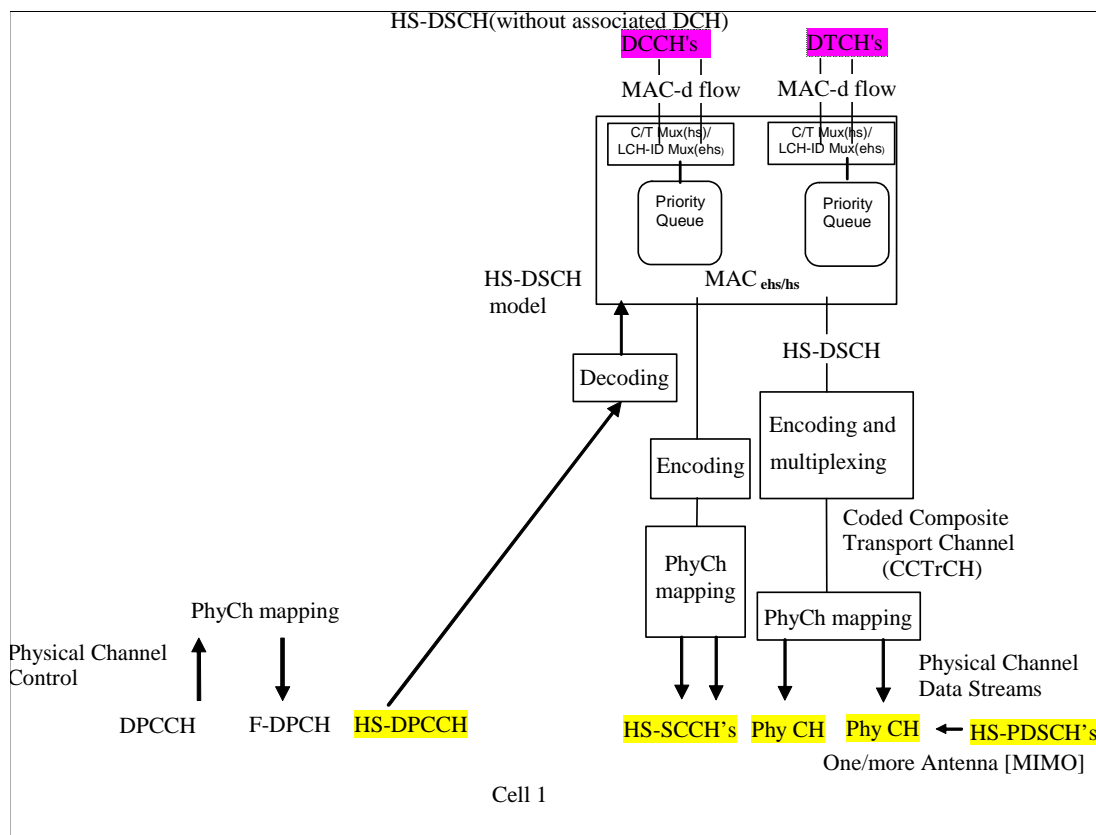 HS-DSCH(without associated DCH)
DCCH's
DTCH's
MAC-d flow
MAC-d flow
C/T Mux(hs)/
LCH-ID Mux(ehs)
C/T Mux(hs)/
LCH-ID Mux(ehs)
Priority
Queue
Priority
Queue
HS-DSCH
model
MAC ehs/hs
HS-DSCH
Decoding
Encoding and
multiplexing
Encoding
Coded Composite
Transport Channel
(CCTrCH)
PhyCh
mapping
PhyCh mapping
PhyCh mapping
Physical Channel
Control
Physical Channel
Data Streams
DPCCH
F-DPCH
HS-DPCCH
HS-SCCH’s
Phy CH
Phy CH
HS-PDSCH’s
One/more Antenna [MIMO]
Cell 1